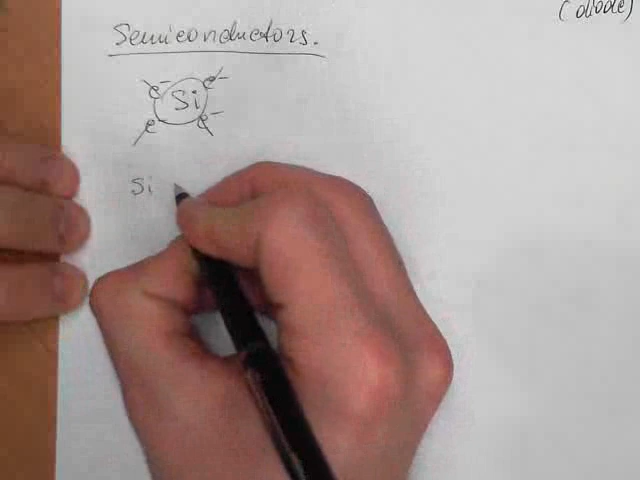 (diode)
Semiconductors.
e⁻ e⁻
Si
e⁻ e⁻
Si